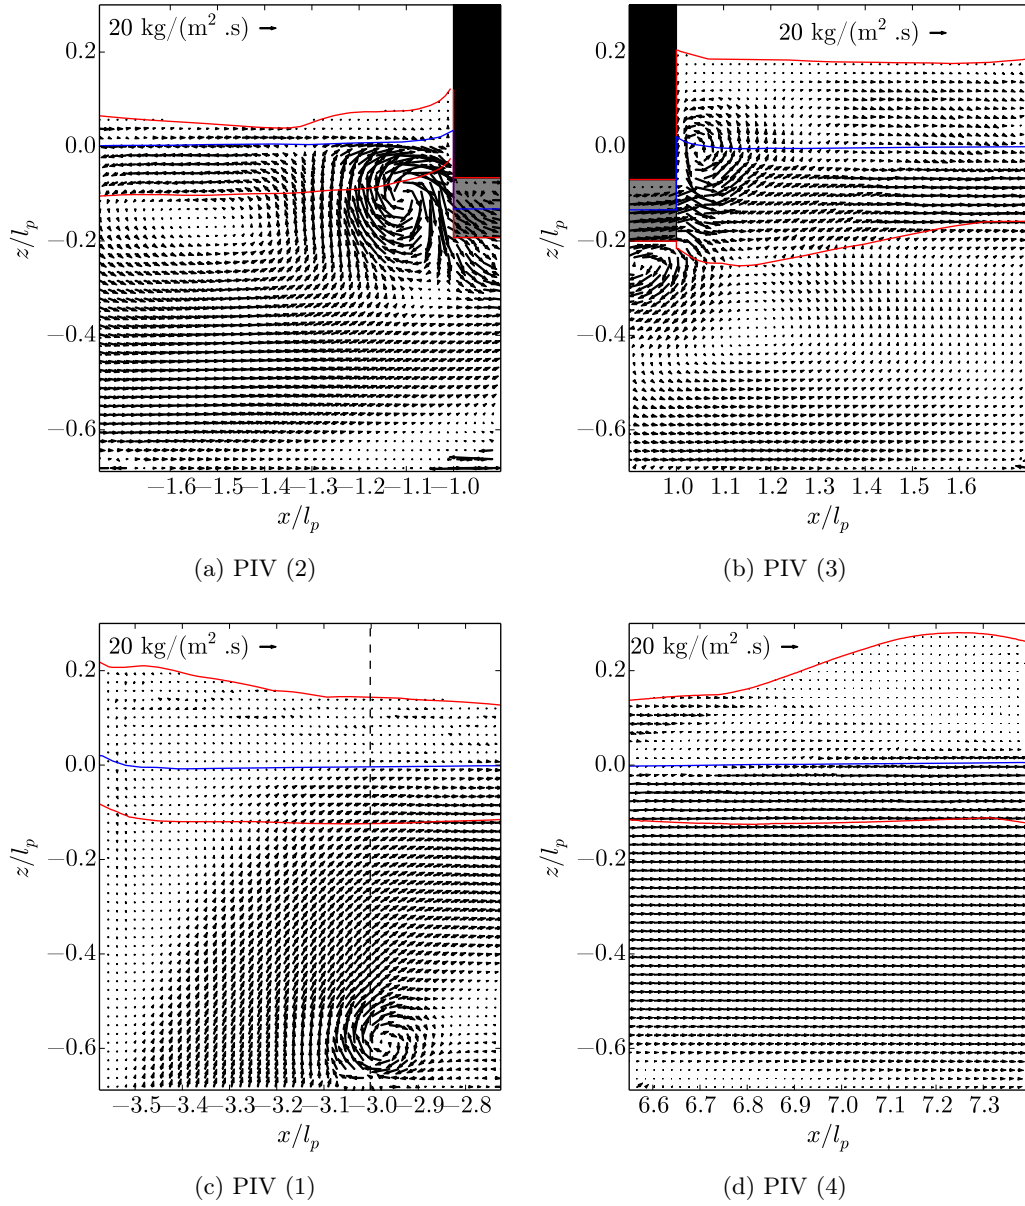 20 kg/(m² .s)
0.2
0.0
−0.2
−0.4
−0.6
z/l_p
−1.6 −1.5 −1.4 −1.3 −1.2 −1.1 −1.0
x/l_p
(a) PIV (2)
20 kg/(m² .s)
0.2
0.0
−0.2
−0.4
−0.6
z/l_p
1.0 1.1 1.2 1.3 1.4 1.5 1.6
x/l_p
(b) PIV (3)
20 kg/(m² .s)
0.2
0.0
−0.2
−0.4
−0.6
z/l_p
−3.5 −3.4 −3.3 −3.2 −3.1 −3.0 −2.9 −2.8
x/l_p
(c) PIV (1)
20 kg/(m² .s)
0.2
0.0
−0.2
−0.4
−0.6
z/l_p
6.6 6.7 6.8 6.9 7.0 7.1 7.2 7.3
x/l_p
(d) PIV (4)